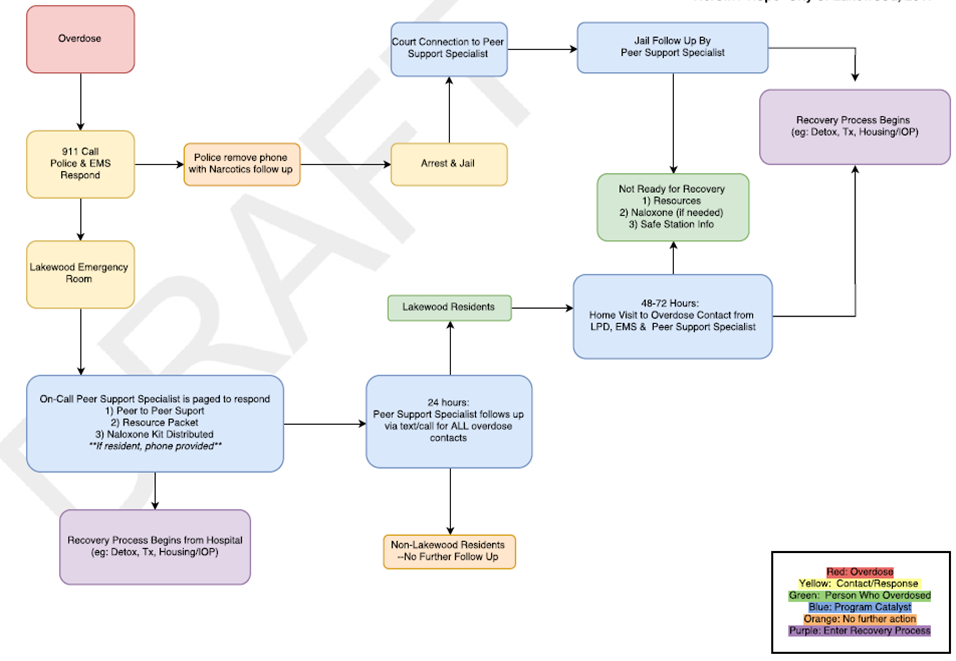 Overdose
911 Call
Police & EMS
Respond
Police remove phone
with Narcotics follow up
Arrest & Jail
Court Connection to Peer
Support Specialist
Jail Follow Up By
Peer Support Specialist
Recovery Process Begins
(eg: Detox, Tx, Housing/IOP)
Not Ready for Recovery
1) Resources
2) Naloxone (if needed)
3) Safe Station Info
Lakewood Emergency
Room
Lakewood Residents
48-72 Hours:
Home Visit to Overdose Contact from
LPD, EMS & Peer Support Specialist
On-Call Peer Support Specialist is paged to respond
1) Peer to Peer Suport
2) Resource Packet
3) Naloxone Kit Distributed
**If resident, phone provided**
24 hours:
Peer Support Specialist follows up
via text/call for ALL overdose
contacts
Recovery Process Begins from Hospital
(eg: Detox, Tx, Housing/IOP)
Non-Lakewood Residents
--No Further Follow Up
Red: Overdose
Yellow: Contact/Response
Green: Person Who Overdosed
Blue: Program Catalyst
Orange: No further action
Purple: Enter Recovery Process
DRAFT